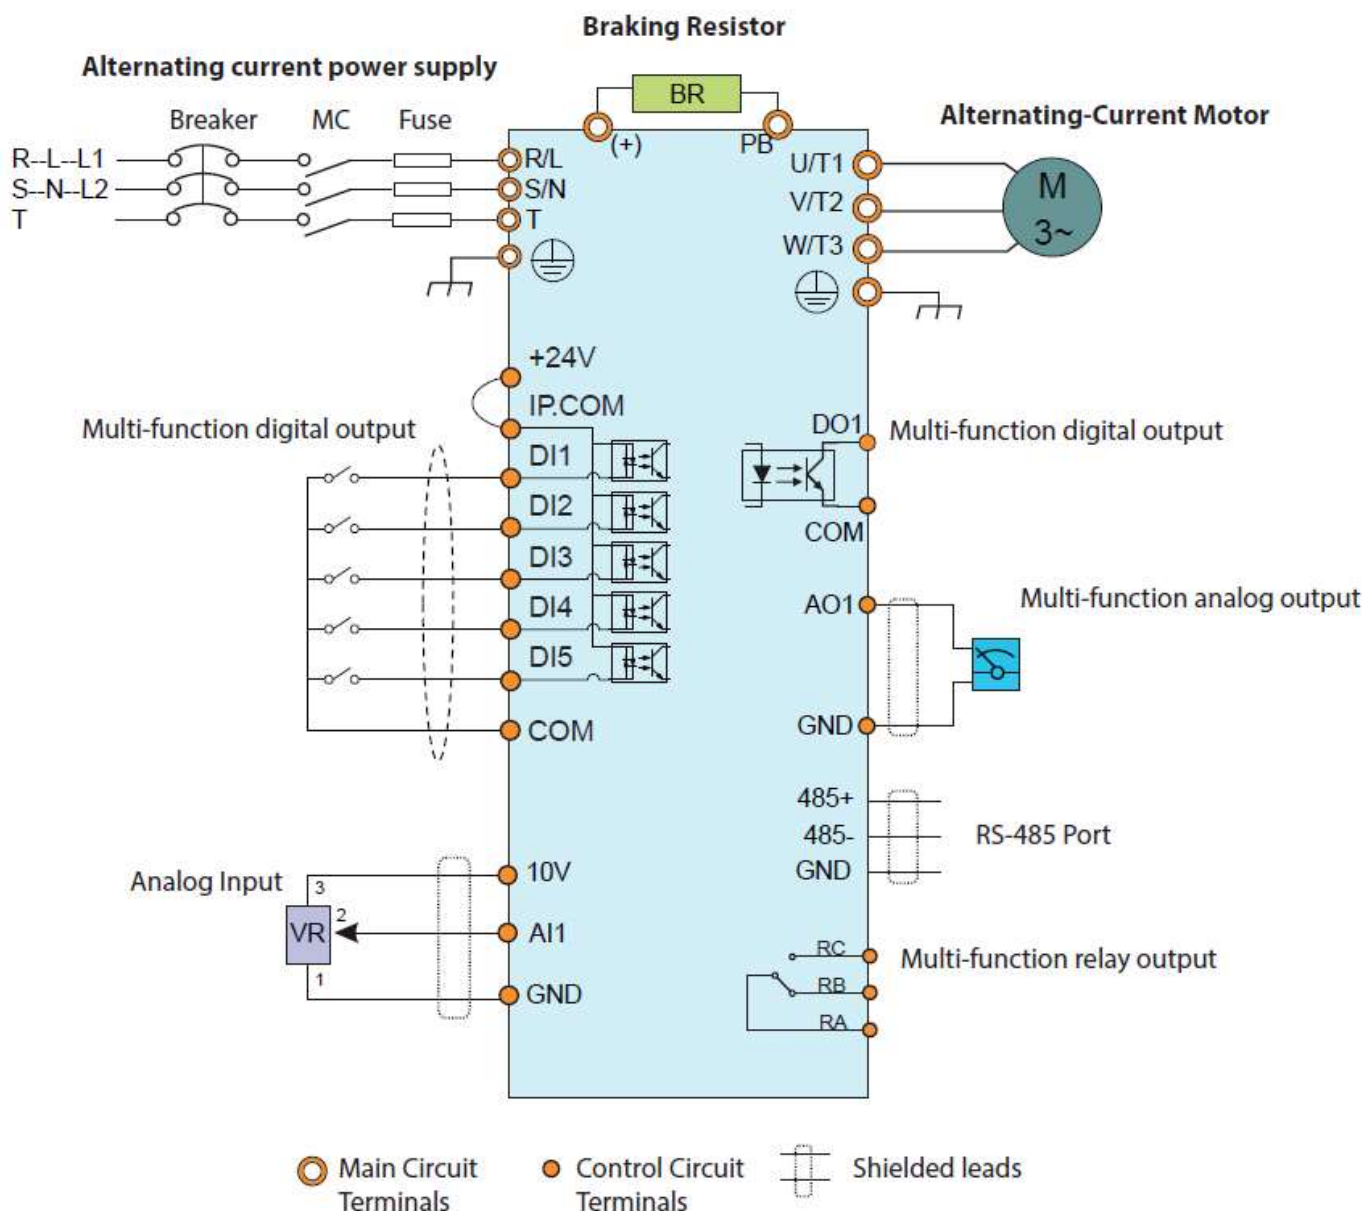 Braking Resistor
Alternating current power supply
BR
Breaker MC Fuse
Alternating-Current Motor
(+) PB
R--L--L1 R/L
S--N--L2 S/N
T T
U/T1
V/T2
W/T3
M
3~
+24V
IP.COM
Multi-function digital output
DI1
DI2
DI3
DI4
DI5
COM
DO1 Multi-function digital output
COM
AO1 Multi-function analog output
GND
485+
485- RS-485 Port
GND
Analog Input
10V
3
VR 2
1
AI1
GND
RC Multi-function relay output
RB
RA
Main Circuit
Terminals
Control Circuit
Terminals
Shielded leads